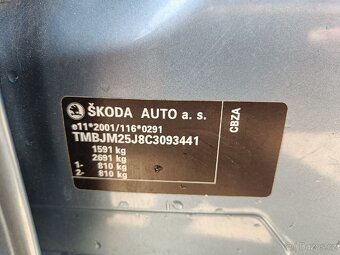 ŠKODA AUTO a. s.
e11*2001/116*0291
TMBJM25J8C3093441
1591 kg
2691 kg
1- 810 kg
2- 810 kg
CBZA